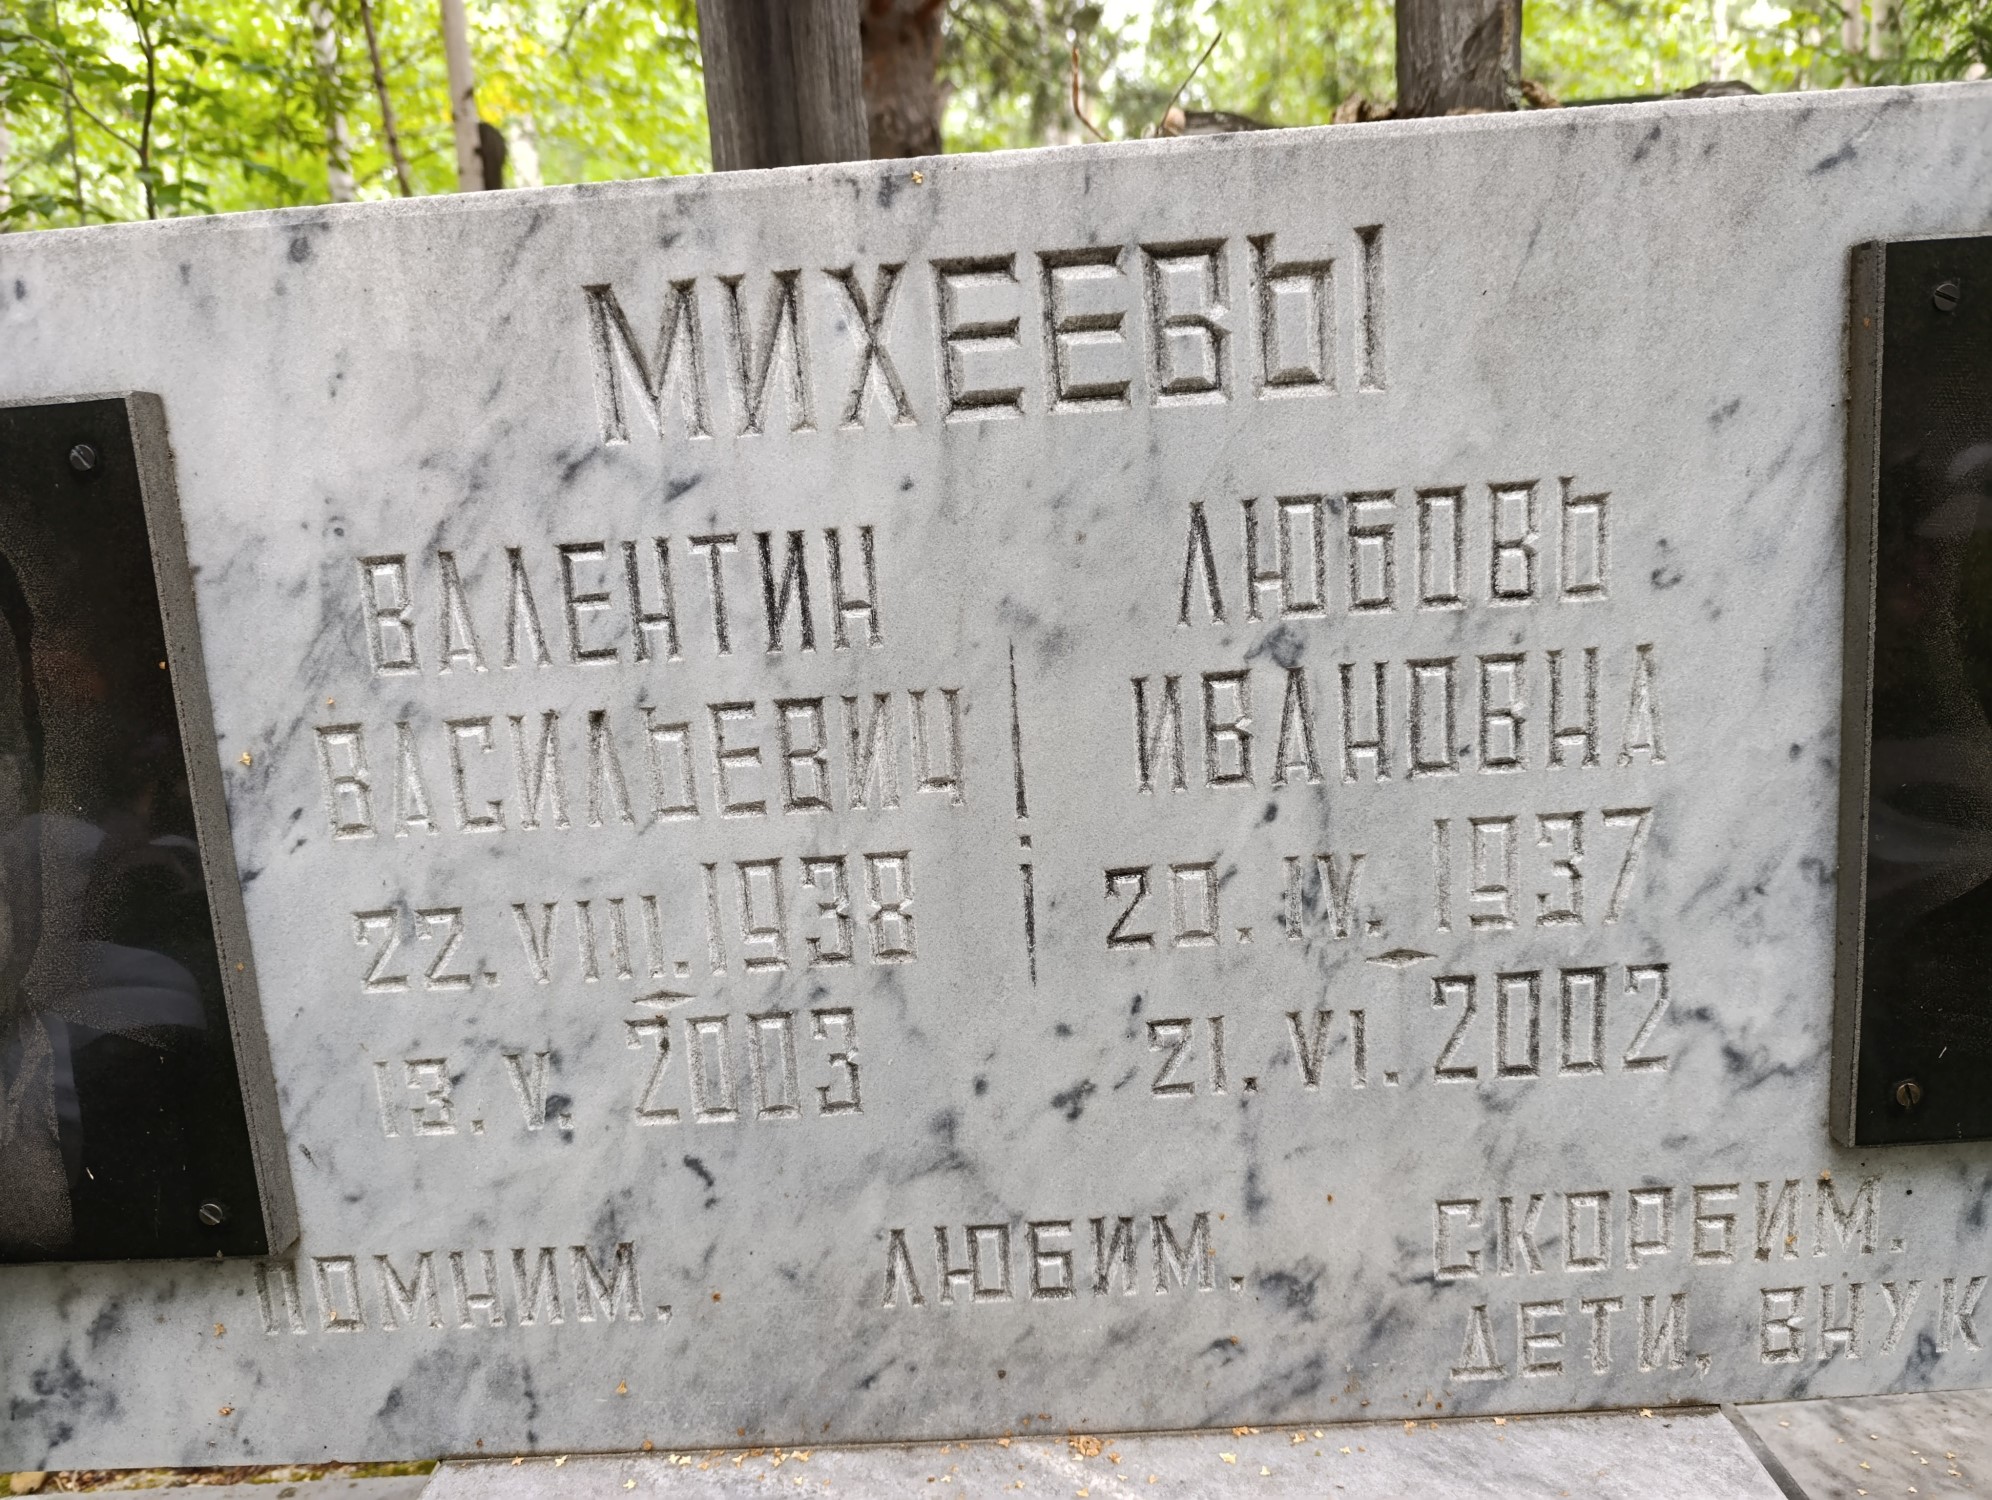 МИХЕЕВЫ
ВАЛЕНТИН
ВАСИЛЬЕВИЧ
22. VIII. 1938
13. V. 2003
ЛЮБОВЬ
ИВАНОВНА
20. IV. 1937
21. VI. 2002
ПОМНИМ. ЛЮБИМ. СКОРБИМ.
ДЕТИ, ВНУК